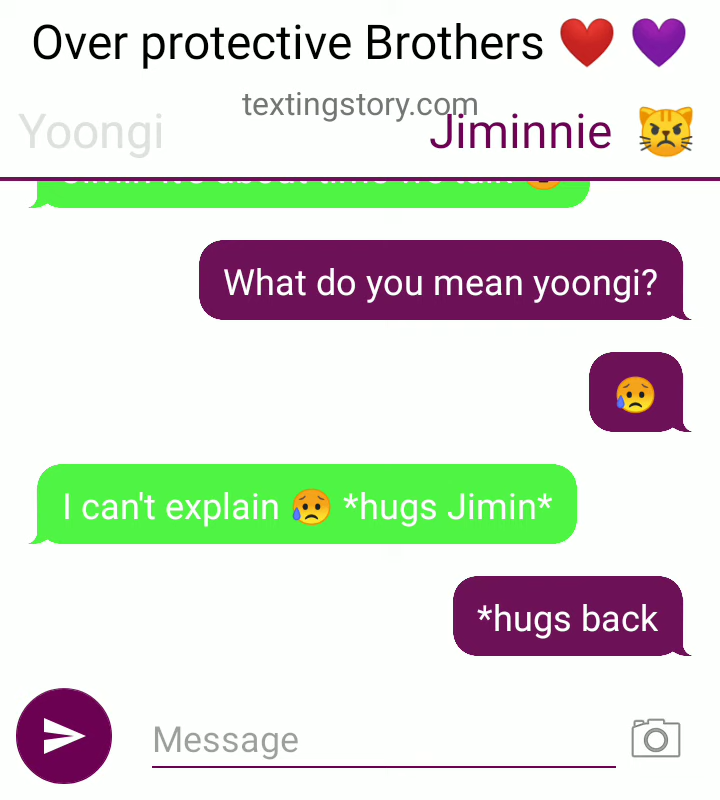 Over protective Brothers ❤️ 💜
textingstory.com
Yoongi
Jiminnie 😾
What do you mean yoongi?
😥
I can't explain 😥 *hugs Jimin*
*hugs back
Message